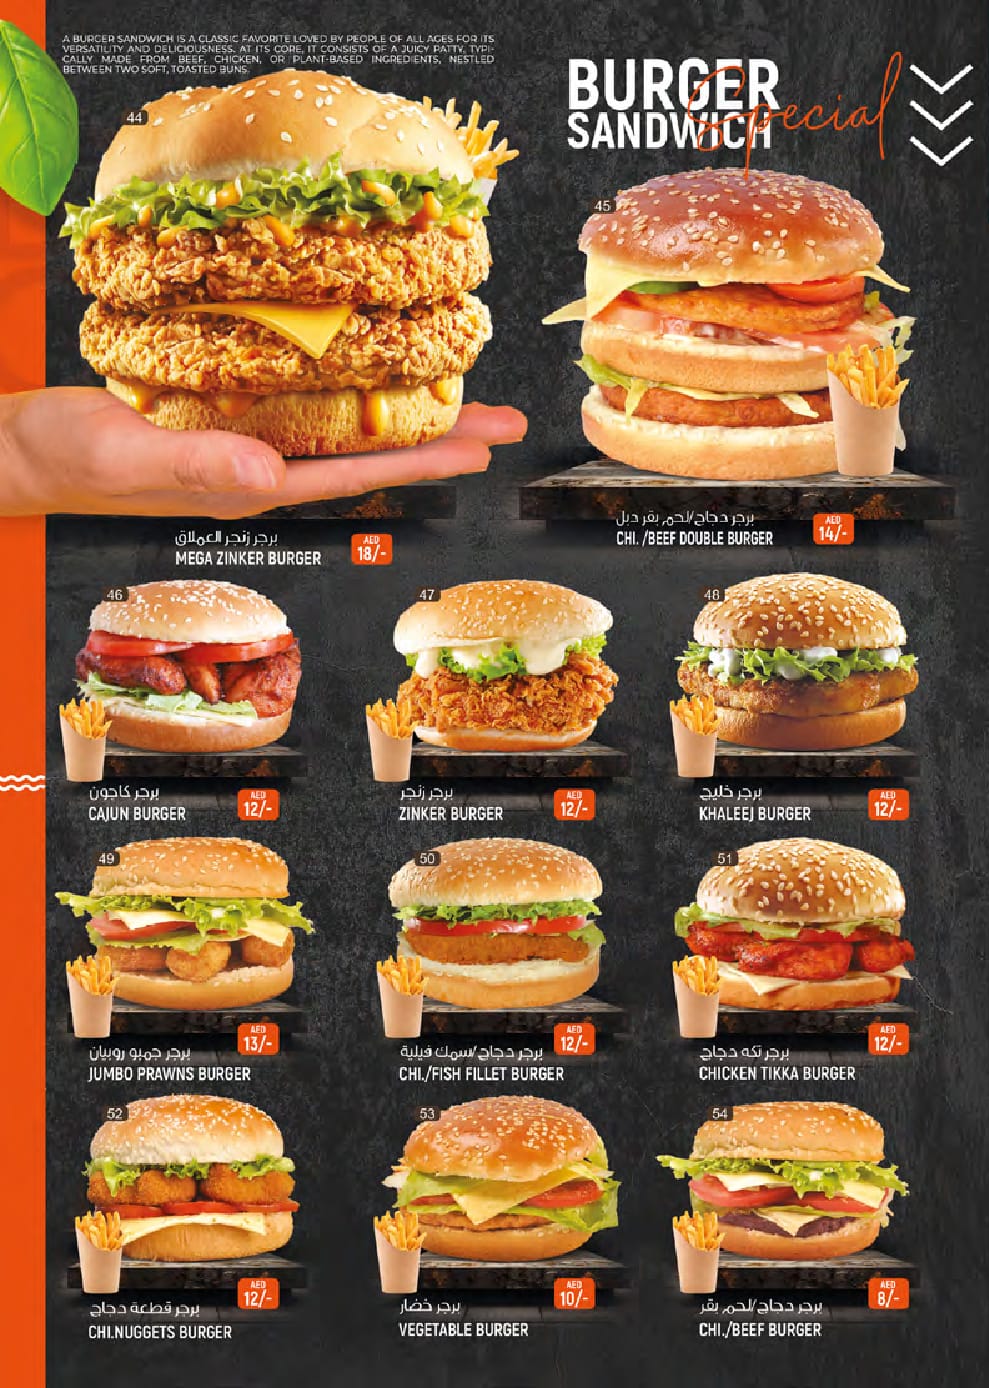 A BURGER SANDWICH IS A CLASSIC FAVORITE LOVED BY PEOPLE OF ALL AGES FOR ITS
VERSATILITY AND DELICIOUSNESS. AT ITS CORE, IT CONSISTS OF A JUICY PATTY, TYPI-
CALLY MADE FROM BEEF, CHICKEN, OR PLANT-BASED INGREDIENTS, NESTLED
BETWEEN TWO SOFT, TOASTED BUNS.
BURGER
SANDWICH
Special
44
45
برجر زنجر العملاق
MEGA ZINKER BURGER
AED
18/-
برجر دجاج/لحم بقر دبل
CHI. /BEEF DOUBLE BURGER
AED
14/-
46
برجر كاجون
CAJUN BURGER
AED
12/-
47
برجر زنجر
ZINKER BURGER
AED
12/-
48
برجر خليج
KHALEEJ BURGER
AED
12/-
49
برجر جمبو روبيان
JUMBO PRAWNS BURGER
AED
13/-
50
برجر دجاج/سمك فيلية
CHI./FISH FILLET BURGER
AED
12/-
51
برجر تكه دجاج
CHICKEN TIKKA BURGER
AED
12/-
52
برجر قطعة دجاج
CHI.NUGGETS BURGER
AED
12/-
53
برجر خضار
VEGETABLE BURGER
AED
10/-
54
برجر دجاج/لحم بقر
CHI./BEEF BURGER
AED
8/-